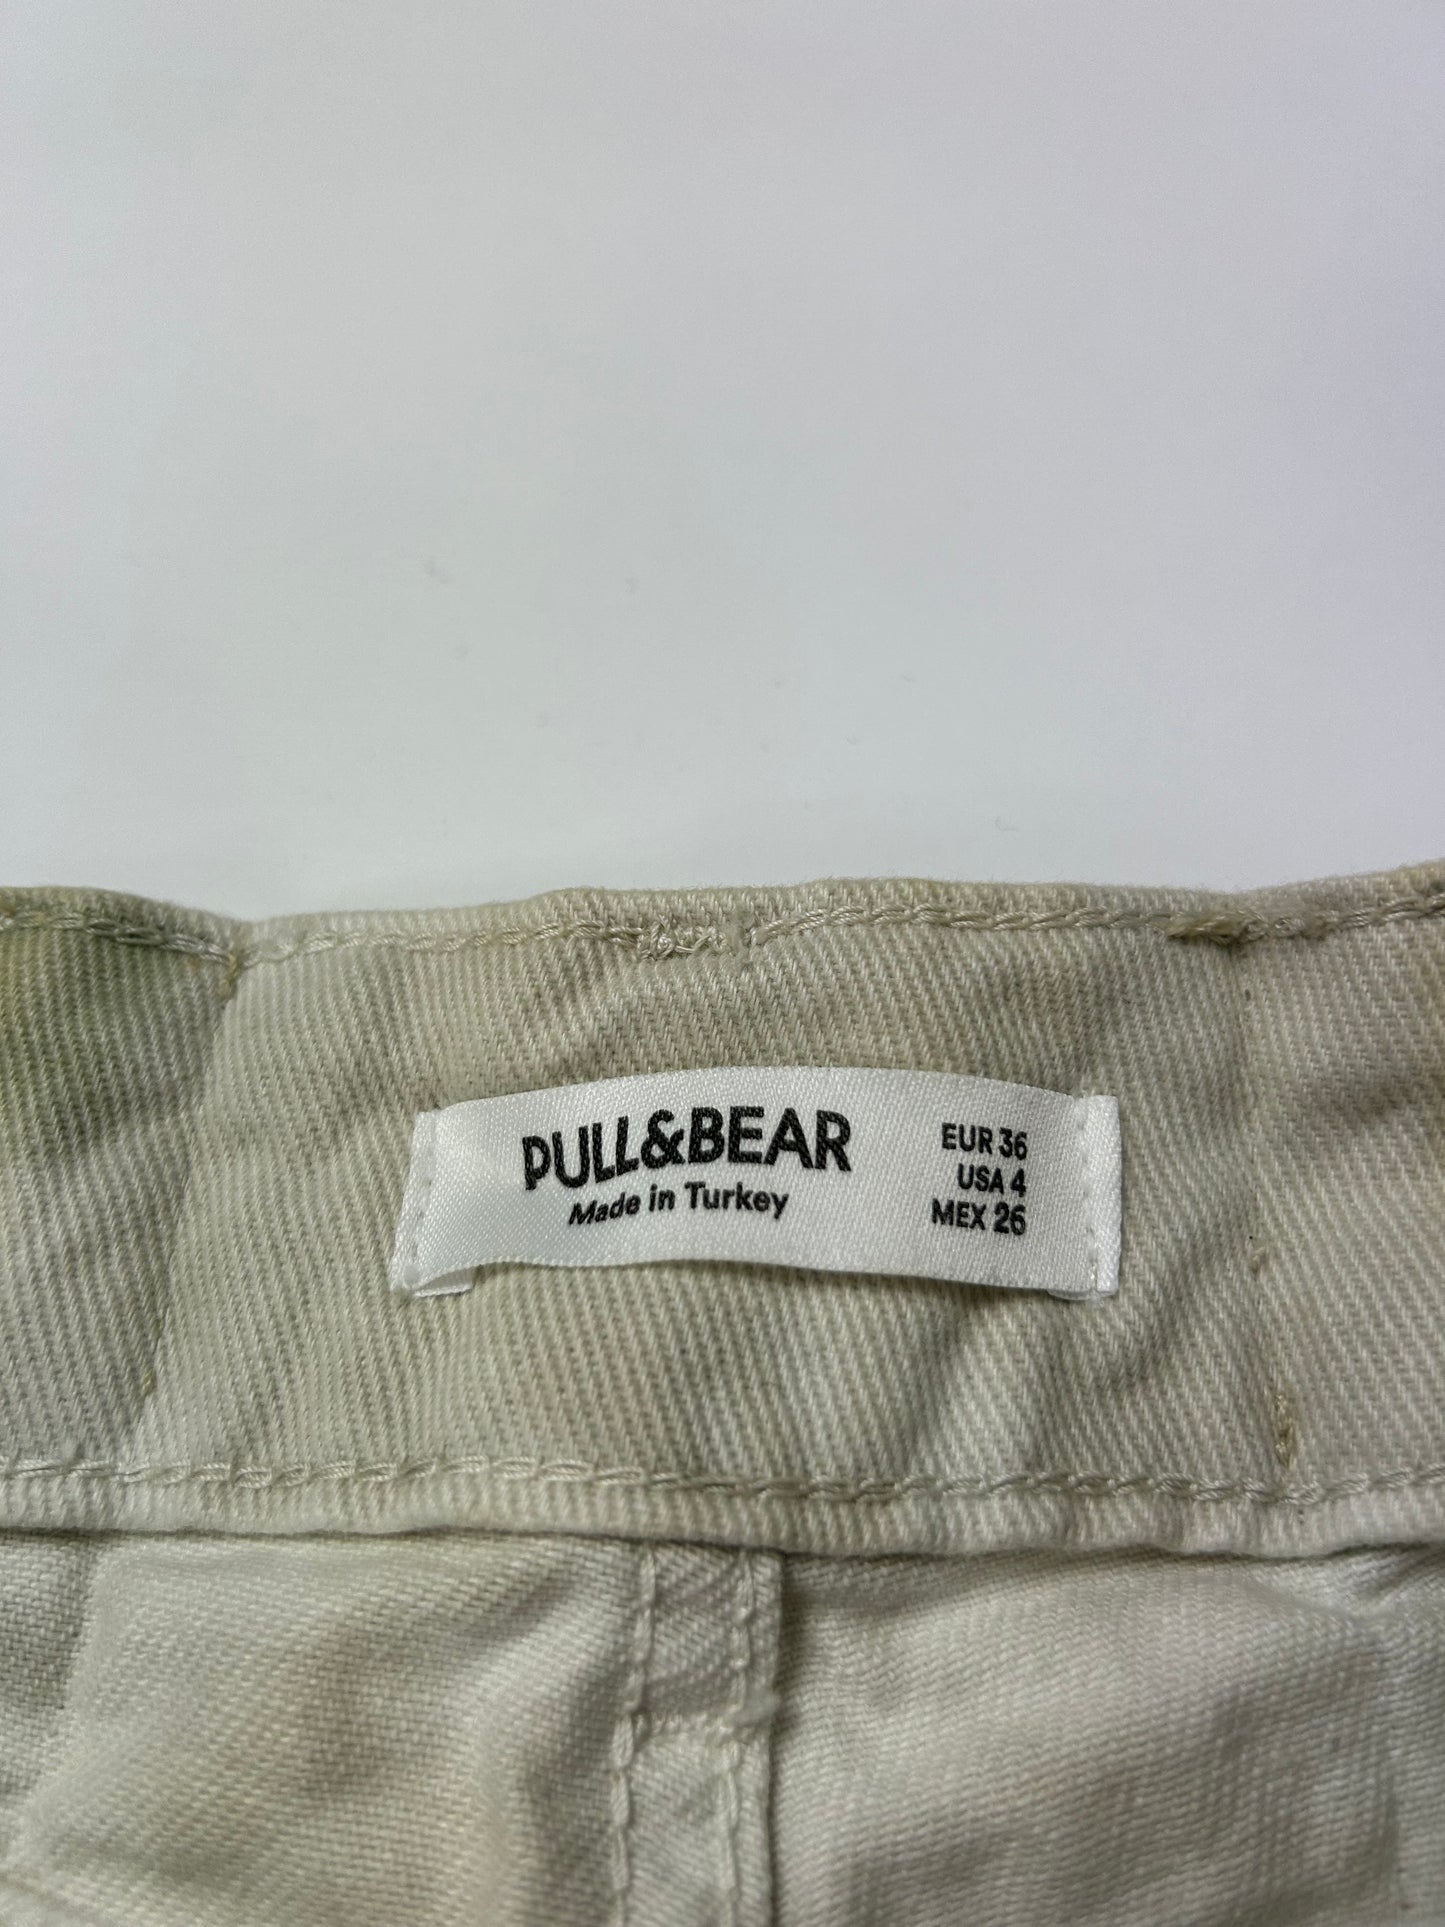 PULL&BEAR
Made in Turkey
EUR 36
USA 4
MEX 26